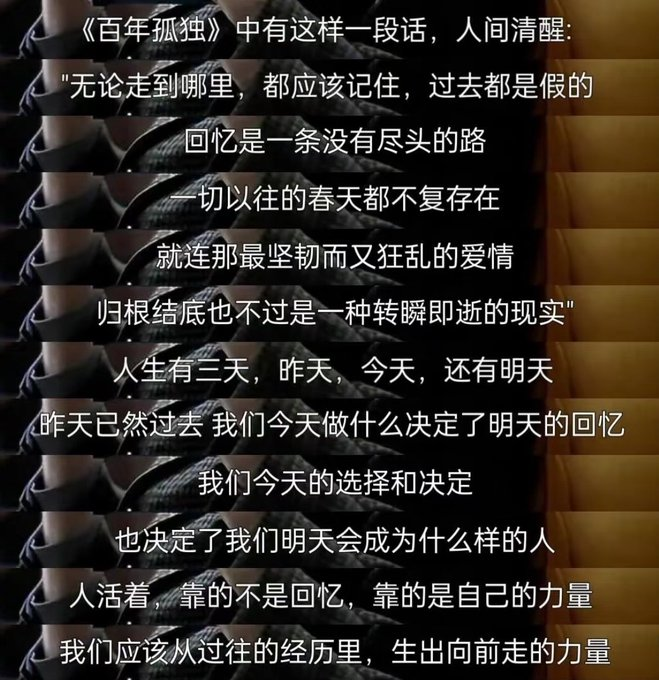 《百年孤独》中有这样一段话，人间清醒:
"无论走到哪里，都应该记住，过去都是假的
回忆是一条没有尽头的路
一切以往的春天都不复存在
就连那最坚韧而又狂乱的爱情
归根结底也不过是一种转瞬即逝的现实"
人生有三天，昨天，今天，还有明天
昨天已然过去 我们今天做什么决定了明天的回忆
我们今天的选择和决定
也决定了我们明天会成为什么样的人
人活着，靠的不是回忆，靠的是自己的力量
我们应该从过往的经历里，生出向前走的力量